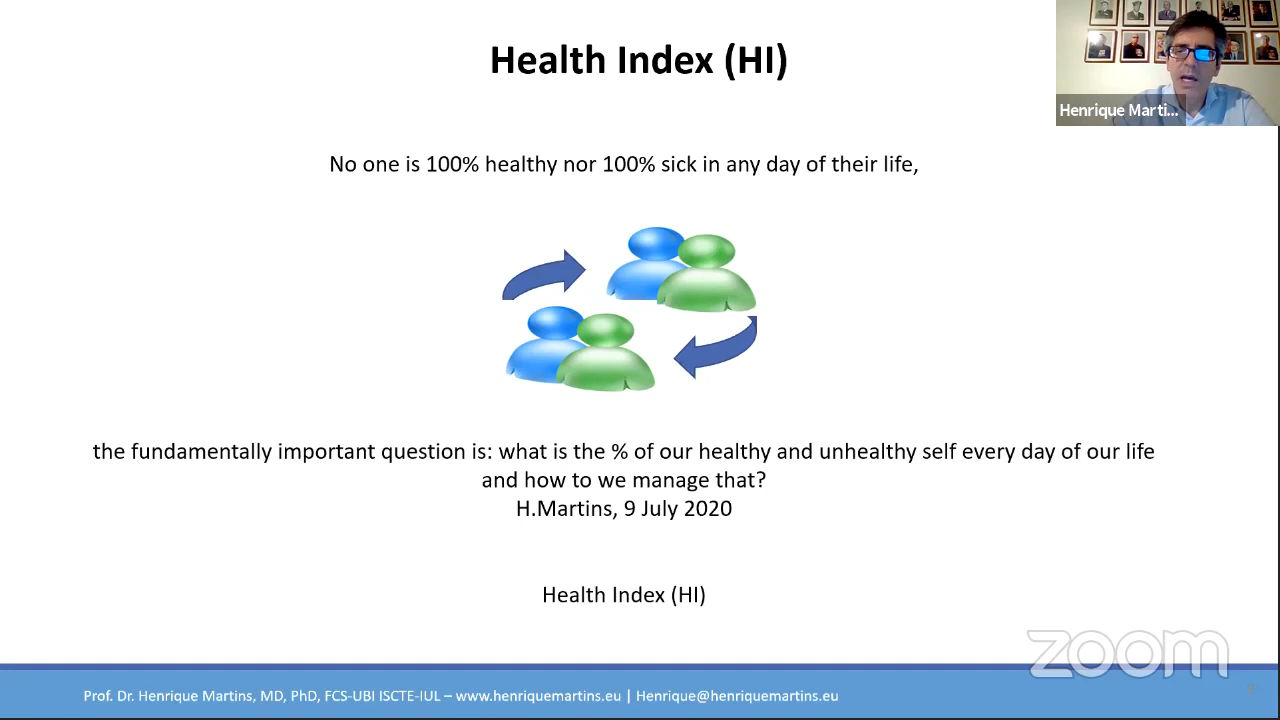 Health Index (HI)
Henrique Marti...
No one is 100% healthy nor 100% sick in any day of their life,
the fundamentally important question is: what is the % of our healthy and unhealthy self every day of our life
and how to we manage that?
H.Martins, 9 July 2020
Health Index (HI)
zoom
Prof. Dr. Henrique Martins, MD, PhD, FCS-UBI ISCTE-IUL – www.henriquemartins.eu | Henrique@henriquemartins.eu